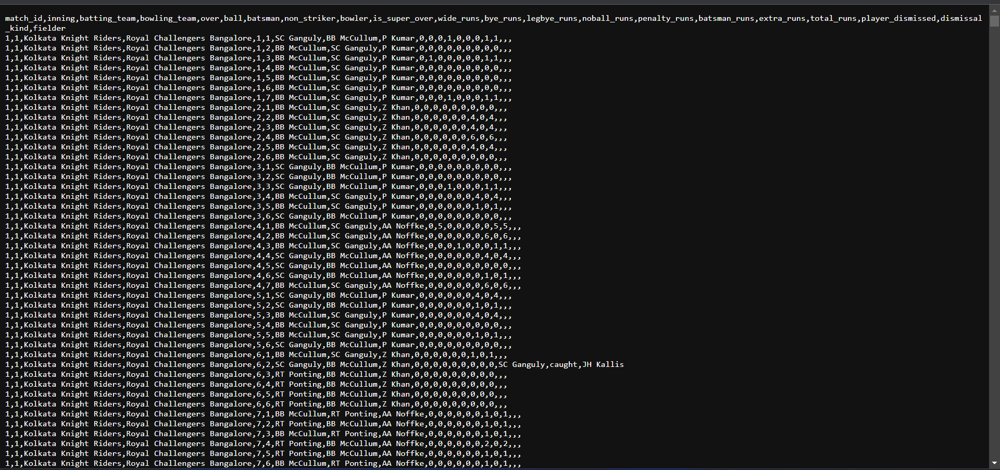 match_id,inning,batting_team,bowling_team,over,ball,batsman,non_striker,bowler,is_super_over,wide_runs,bye_runs,legbye_runs,noball_runs,penalty_runs,batsman_runs,extra_runs,total_runs,player_dismissed,dismissal
_kind,fielder
1,1,Kolkata Knight Riders,Royal Challengers Bangalore,1,1,SC Ganguly,BB McCullum,P Kumar,0,0,0,1,0,0,0,1,1,,,
1,1,Kolkata Knight Riders,Royal Challengers Bangalore,1,2,BB McCullum,SC Ganguly,P Kumar,0,0,0,0,0,0,0,0,0,,,
1,1,Kolkata Knight Riders,Royal Challengers Bangalore,1,3,BB McCullum,SC Ganguly,P Kumar,0,1,0,0,0,0,0,1,1,,,
1,1,Kolkata Knight Riders,Royal Challengers Bangalore,1,4,BB McCullum,SC Ganguly,P Kumar,0,0,0,0,0,0,0,0,0,,,
1,1,Kolkata Knight Riders,Royal Challengers Bangalore,1,5,BB McCullum,SC Ganguly,P Kumar,0,0,0,0,0,0,0,0,0,,,
1,1,Kolkata Knight Riders,Royal Challengers Bangalore,1,6,BB McCullum,SC Ganguly,P Kumar,0,0,0,0,0,0,0,0,0,,,
1,1,Kolkata Knight Riders,Royal Challengers Bangalore,1,7,BB McCullum,SC Ganguly,P Kumar,0,0,0,1,0,0,0,1,1,,,
1,1,Kolkata Knight Riders,Royal Challengers Bangalore,2,1,BB McCullum,SC Ganguly,Z Khan,0,0,0,0,0,0,0,0,0,,,
1,1,Kolkata Knight Riders,Royal Challengers Bangalore,2,2,BB McCullum,SC Ganguly,Z Khan,0,0,0,0,0,0,4,0,4,,,
1,1,Kolkata Knight Riders,Royal Challengers Bangalore,2,3,BB McCullum,SC Ganguly,Z Khan,0,0,0,0,0,0,4,0,4,,,
1,1,Kolkata Knight Riders,Royal Challengers Bangalore,2,4,BB McCullum,SC Ganguly,Z Khan,0,0,0,0,0,0,6,0,6,,,
1,1,Kolkata Knight Riders,Royal Challengers Bangalore,2,5,BB McCullum,SC Ganguly,Z Khan,0,0,0,0,0,0,4,0,4,,,
1,1,Kolkata Knight Riders,Royal Challengers Bangalore,2,6,BB McCullum,SC Ganguly,Z Khan,0,0,0,0,0,0,0,0,0,,,
1,1,Kolkata Knight Riders,Royal Challengers Bangalore,3,1,SC Ganguly,BB McCullum,P Kumar,0,0,0,0,0,0,0,0,0,,,
1,1,Kolkata Knight Riders,Royal Challengers Bangalore,3,2,SC Ganguly,BB McCullum,P Kumar,0,0,0,0,0,0,0,0,0,,,
1,1,Kolkata Knight Riders,Royal Challengers Bangalore,3,3,SC Ganguly,BB McCullum,P Kumar,0,0,0,1,0,0,0,1,1,,,
1,1,Kolkata Knight Riders,Royal Challengers Bangalore,3,4,BB McCullum,SC Ganguly,P Kumar,0,0,0,0,0,0,4,0,4,,,
1,1,Kolkata Knight Riders,Royal Challengers Bangalore,3,5,BB McCullum,SC Ganguly,P Kumar,0,0,0,0,0,0,1,0,1,,,
1,1,Kolkata Knight Riders,Royal Challengers Bangalore,3,6,SC Ganguly,BB McCullum,P Kumar,0,0,0,0,0,0,0,0,0,,,
1,1,Kolkata Knight Riders,Royal Challengers Bangalore,4,1,BB McCullum,SC Ganguly,AA Noffke,0,5,0,0,0,0,0,5,5,,,
1,1,Kolkata Knight Riders,Royal Challengers Bangalore,4,2,BB McCullum,SC Ganguly,AA Noffke,0,0,0,0,0,0,6,0,6,,,
1,1,Kolkata Knight Riders,Royal Challengers Bangalore,4,3,BB McCullum,SC Ganguly,AA Noffke,0,0,0,1,0,0,0,1,1,,,
1,1,Kolkata Knight Riders,Royal Challengers Bangalore,4,4,SC Ganguly,BB McCullum,AA Noffke,0,0,0,0,0,0,4,0,4,,,
1,1,Kolkata Knight Riders,Royal Challengers Bangalore,4,5,SC Ganguly,BB McCullum,AA Noffke,0,0,0,0,0,0,0,0,0,,,
1,1,Kolkata Knight Riders,Royal Challengers Bangalore,4,6,SC Ganguly,BB McCullum,AA Noffke,0,0,0,0,0,0,1,0,1,,,
1,1,Kolkata Knight Riders,Royal Challengers Bangalore,4,7,BB McCullum,SC Ganguly,AA Noffke,0,0,0,0,0,0,6,0,6,,,
1,1,Kolkata Knight Riders,Royal Challengers Bangalore,5,1,SC Ganguly,BB McCullum,P Kumar,0,0,0,0,0,0,4,0,4,,,
1,1,Kolkata Knight Riders,Royal Challengers Bangalore,5,2,SC Ganguly,BB McCullum,P Kumar,0,0,0,0,0,0,1,0,1,,,
1,1,Kolkata Knight Riders,Royal Challengers Bangalore,5,3,BB McCullum,SC Ganguly,P Kumar,0,0,0,0,0,0,4,0,4,,,
1,1,Kolkata Knight Riders,Royal Challengers Bangalore,5,4,BB McCullum,SC Ganguly,P Kumar,0,0,0,0,0,0,0,0,0,,,
1,1,Kolkata Knight Riders,Royal Challengers Bangalore,5,5,BB McCullum,SC Ganguly,P Kumar,0,0,0,0,0,0,1,0,1,,,
1,1,Kolkata Knight Riders,Royal Challengers Bangalore,5,6,SC Ganguly,BB McCullum,P Kumar,0,0,0,0,0,0,0,0,0,,,
1,1,Kolkata Knight Riders,Royal Challengers Bangalore,6,1,BB McCullum,SC Ganguly,Z Khan,0,0,0,0,0,0,1,0,1,,,
1,1,Kolkata Knight Riders,Royal Challengers Bangalore,6,2,SC Ganguly,BB McCullum,Z Khan,0,0,0,0,0,0,0,0,0,SC Ganguly,caught,JH Kallis
1,1,Kolkata Knight Riders,Royal Challengers Bangalore,6,3,RT Ponting,BB McCullum,Z Khan,0,0,0,0,0,0,0,0,0,,,
1,1,Kolkata Knight Riders,Royal Challengers Bangalore,6,4,RT Ponting,BB McCullum,Z Khan,0,0,0,0,0,0,0,0,0,,,
1,1,Kolkata Knight Riders,Royal Challengers Bangalore,6,5,RT Ponting,BB McCullum,Z Khan,0,0,0,0,0,0,0,0,0,,,
1,1,Kolkata Knight Riders,Royal Challengers Bangalore,6,6,RT Ponting,BB McCullum,Z Khan,0,0,0,0,0,0,0,0,0,,,
1,1,Kolkata Knight Riders,Royal Challengers Bangalore,7,1,BB McCullum,RT Ponting,AA Noffke,0,0,0,0,0,0,1,0,1,,,
1,1,Kolkata Knight Riders,Royal Challengers Bangalore,7,2,RT Ponting,BB McCullum,AA Noffke,0,0,0,0,0,0,1,0,1,,,
1,1,Kolkata Knight Riders,Royal Challengers Bangalore,7,3,BB McCullum,RT Ponting,AA Noffke,0,0,0,0,0,0,1,0,1,,,
1,1,Kolkata Knight Riders,Royal Challengers Bangalore,7,4,RT Ponting,BB McCullum,AA Noffke,0,0,0,0,0,0,2,0,2,,,
1,1,Kolkata Knight Riders,Royal Challengers Bangalore,7,5,RT Ponting,BB McCullum,AA Noffke,0,0,0,0,0,0,1,0,1,,,
1,1,Kolkata Knight Riders,Royal Challengers Bangalore,7,6,BB McCullum,RT Ponting,AA Noffke,0,0,0,0,0,0,1,0,1,,,